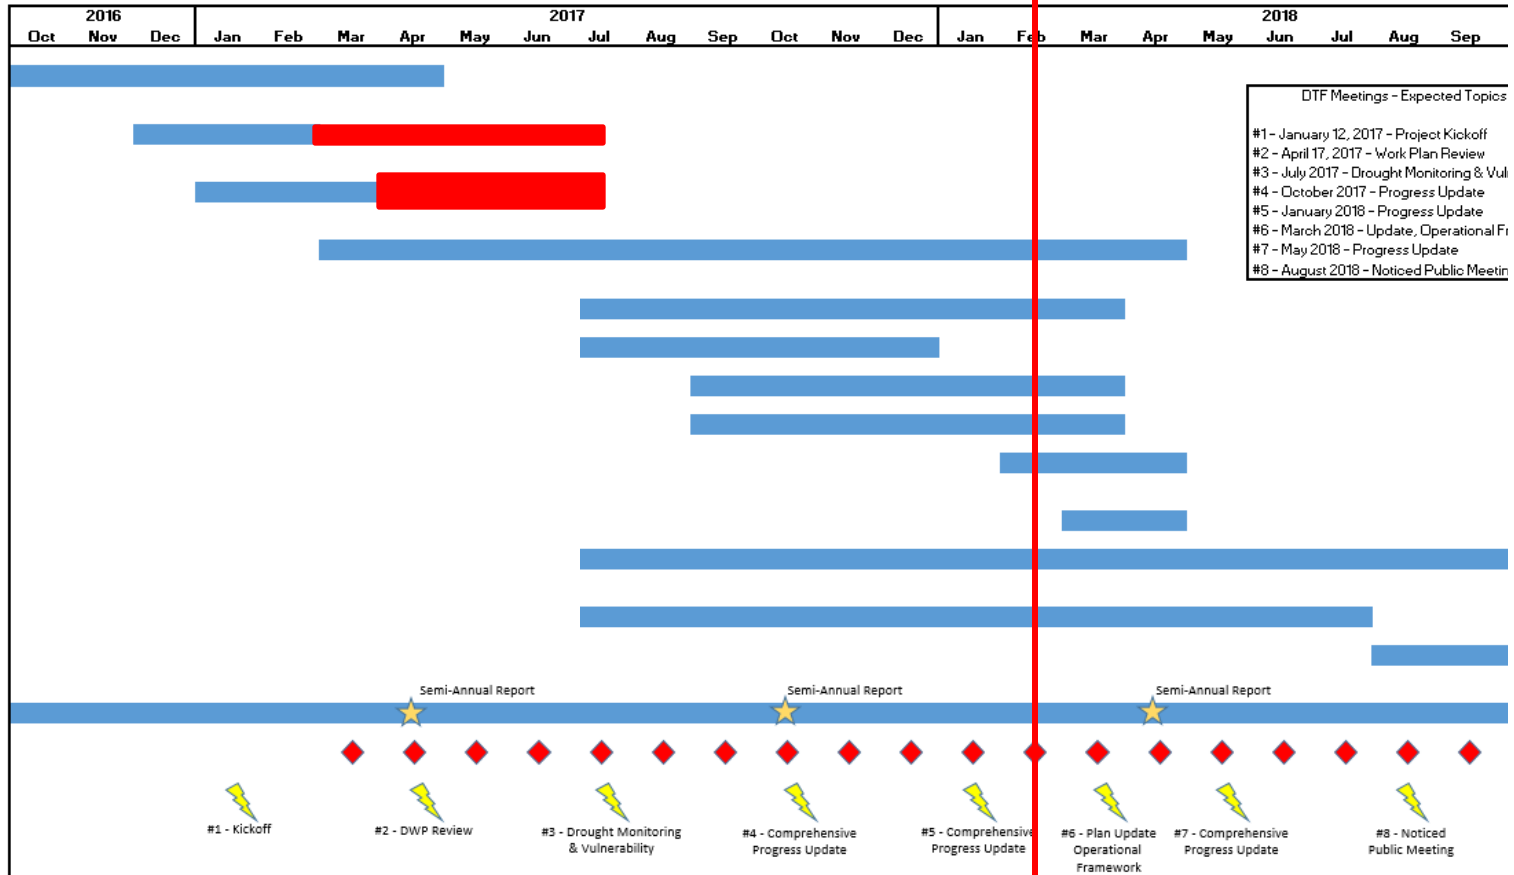 2016 2017 2018
Oct Nov Dec Jan Feb Mar Apr May Jun Jul Aug Sep Oct Nov Dec Jan Feb Mar Apr May Jun Jul Aug Sep
DTF Meetings - Expected Topics
#1 - January 12, 2017 - Project Kickoff
#2 - April 17, 2017 - Work Plan Review
#3 - July 2017 - Drought Monitoring & Vul
#4 - October 2017 - Progress Update
#5 - January 2018 - Progress Update
#6 - March 2018 - Update, Operational Fr
#7 - May 2018 - Progress Update
#8 - August 2018 - Noticed Public Meetin
Semi-Annual Report Semi-Annual Report Semi-Annual Report
#1 - Kickoff
#2 - DWP Review
#3 - Drought Monitoring
& Vulnerability
#4 - Comprehensive
Progress Update
#5 - Comprehensive
Progress Update
#6 - Plan Update
Operational
Framework
#7 - Comprehensive
Progress Update
#8 - Noticed
Public Meeting